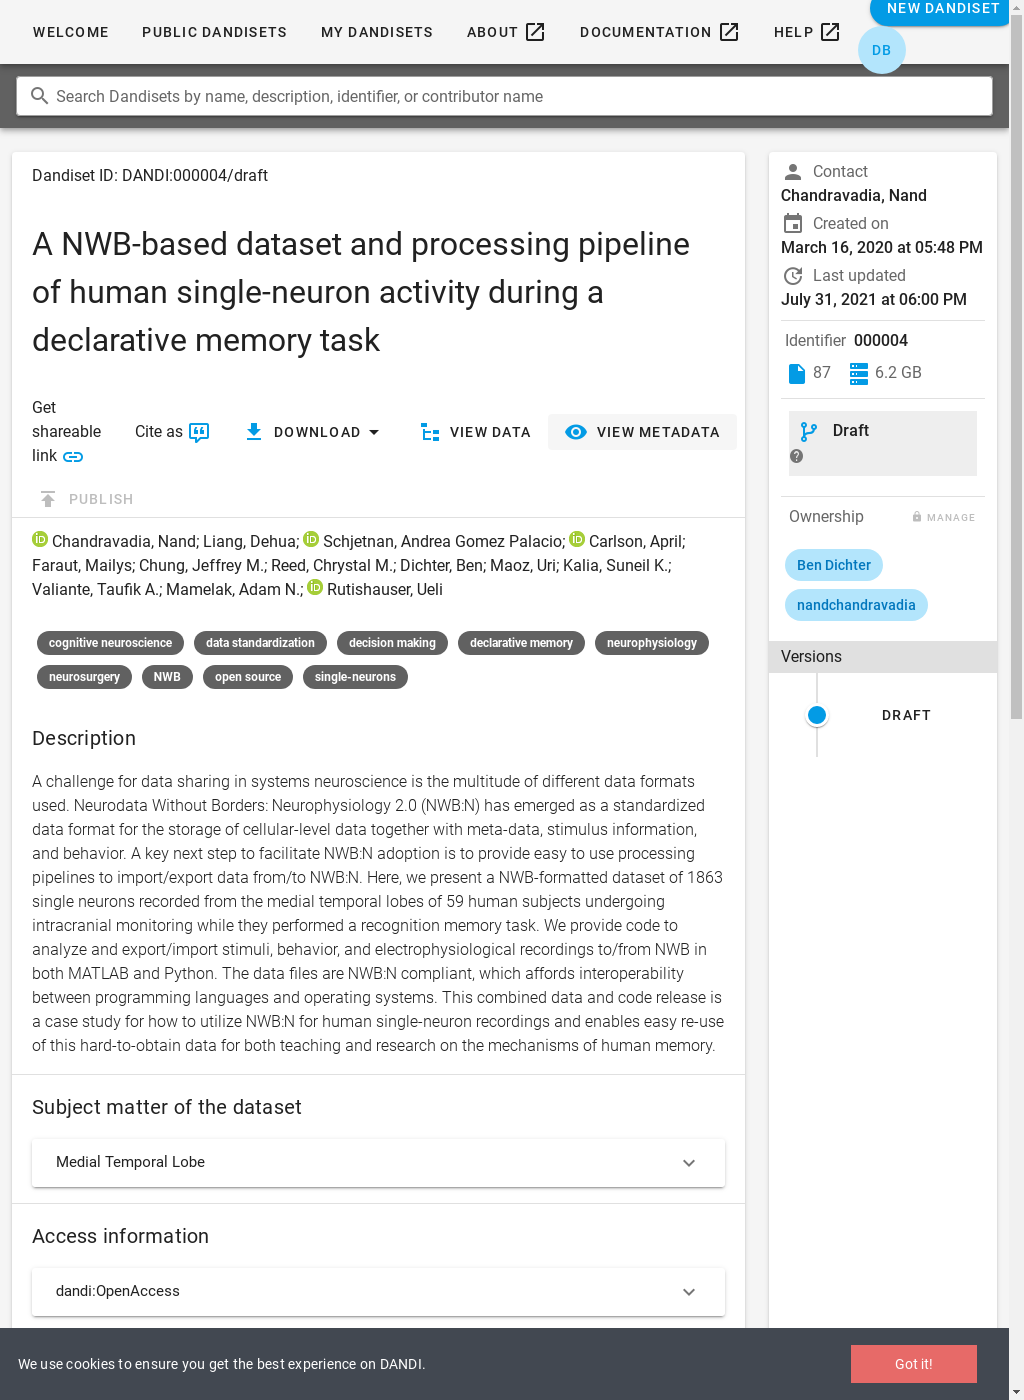 WELCOME PUBLIC DANDISETS MY DANDISETS ABOUT DOCUMENTATION HELP NEW DANDISET
DB
Search Dandisets by name, description, identifier, or contributor name
Dandiset ID: DANDI:000004/draft
A NWB-based dataset and processing pipeline
of human single-neuron activity during a
declarative memory task
Get
shareable
link
Cite as DOWNLOAD VIEW DATA VIEW METADATA
PUBLISH
Chandravadia, Nand; Liang, Dehua; Schjetnan, Andrea Gomez Palacio; Carlson, April;
Faraut, Mailys; Chung, Jeffrey M.; Reed, Chrystal M.; Dichter, Ben; Maoz, Uri; Kalia, Suneil K.;
Valiante, Taufik A.; Mamelak, Adam N.; Rutishauser, Ueli
cognitive neuroscience data standardization decision making declarative memory neurophysiology
neurosurgery NWB open source single-neurons
Description
A challenge for data sharing in systems neuroscience is the multitude of different data formats
used. Neurodata Without Borders: Neurophysiology 2.0 (NWB:N) has emerged as a standardized
data format for the storage of cellular-level data together with meta-data, stimulus information,
and behavior. A key next step to facilitate NWB:N adoption is to provide easy to use processing
pipelines to import/export data from/to NWB:N. Here, we present a NWB-formatted dataset of 1863
single neurons recorded from the medial temporal lobes of 59 human subjects undergoing
intracranial monitoring while they performed a recognition memory task. We provide code to
analyze and export/import stimuli, behavior, and electrophysiological recordings to/from NWB in
both MATLAB and Python. The data files are NWB:N compliant, which affords interoperability
between programming languages and operating systems. This combined data and code release is
a case study for how to utilize NWB:N for human single-neuron recordings and enables easy re-use
of this hard-to-obtain data for both teaching and research on the mechanisms of human memory.
Subject matter of the dataset
Medial Temporal Lobe
Access information
dandi:OpenAccess
Contact
Chandravadia, Nand
Created on
March 16, 2020 at 05:48 PM
Last updated
July 31, 2021 at 06:00 PM
Identifier 000004
87 6.2 GB
Draft
Ownership MANAGE
Ben Dichter
nandchandravadia
Versions
DRAFT
We use cookies to ensure you get the best experience on DANDI. Got it!